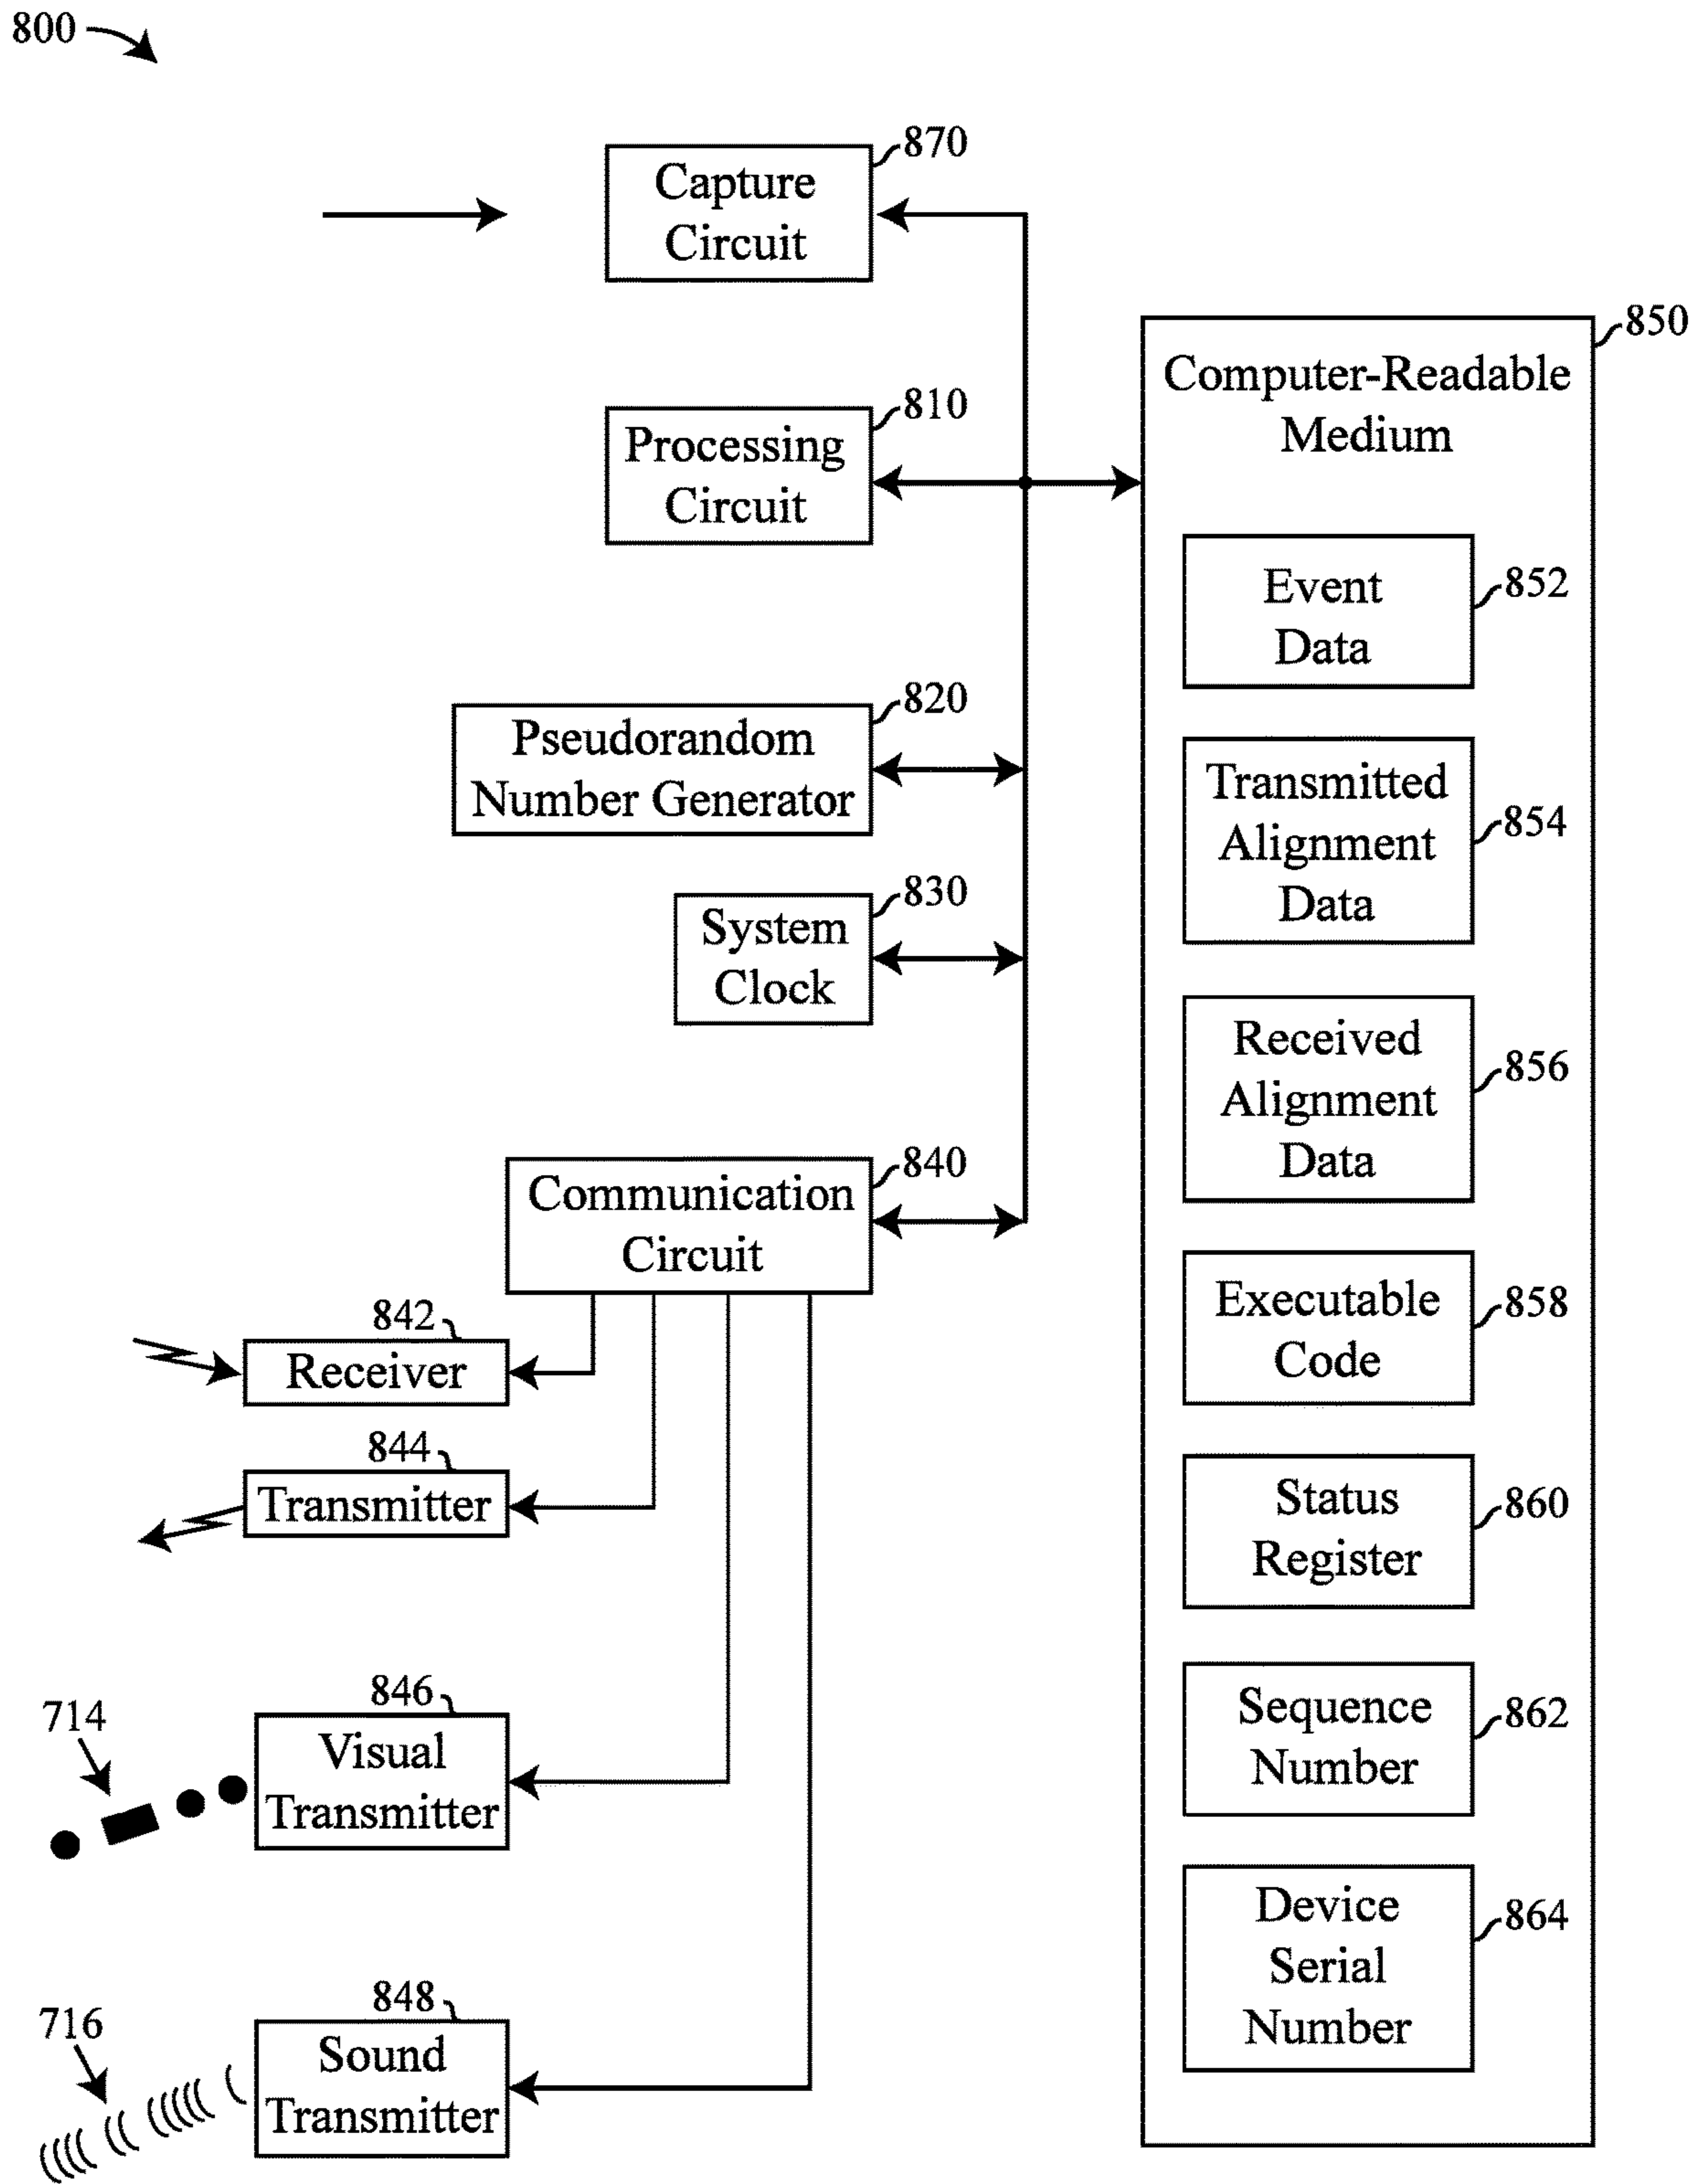 800
870
Capture
Circuit
810
Processing
Circuit
820
Pseudorandom
Number Generator
830
System
Clock
840
Communication
Circuit
842
Receiver
844
Transmitter
714
846
Visual
Transmitter
716
848
Sound
Transmitter
850
Computer-Readable
Medium
Event
Data
852
Transmitted
Alignment
Data
854
Received
Alignment
Data
856
Executable
Code
858
Status
Register
860
Sequence
Number
862
Device
Serial
Number
864